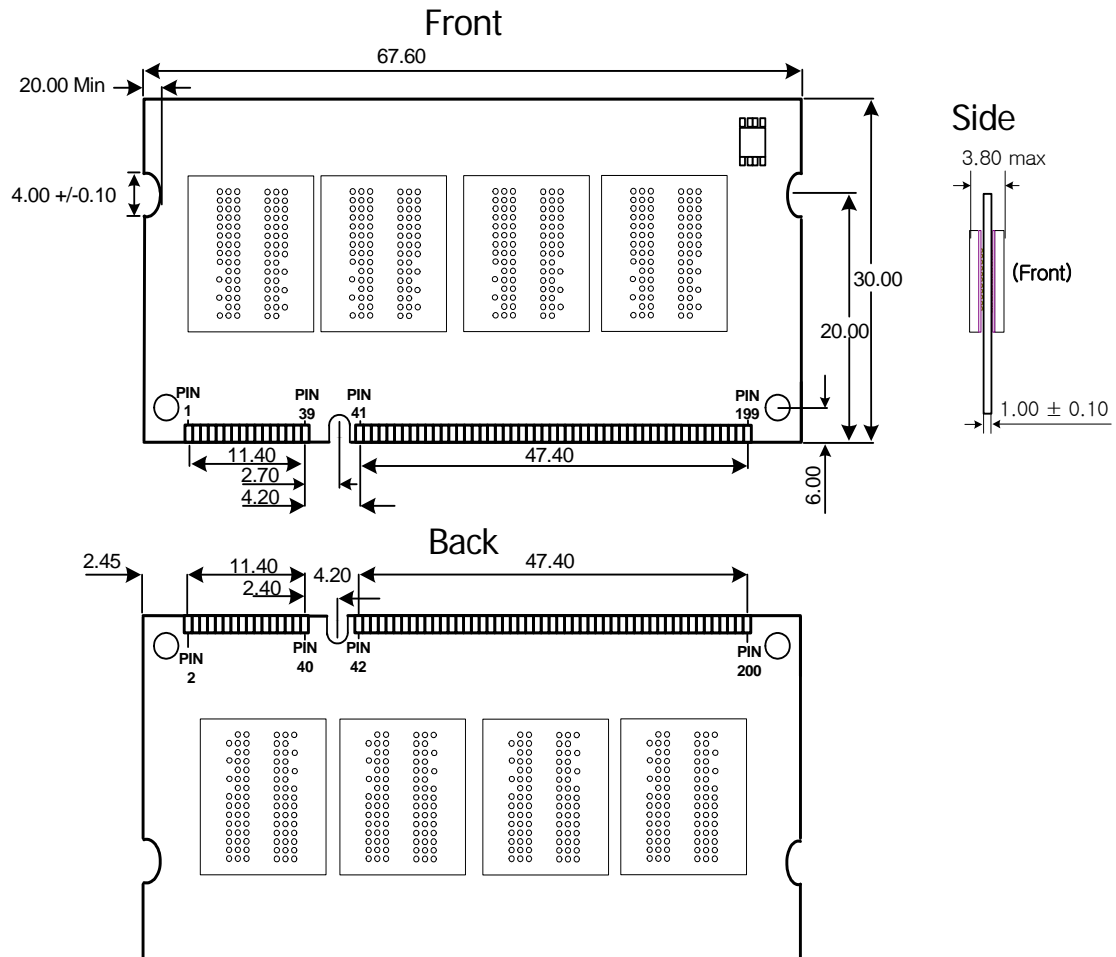 Front
67.60
20.00 Min
Side
3.80 max
4.00 +/-0.10
(Front)
30.00
20.00
PIN
1
PIN
39
PIN
41
PIN
199
1.00 ± 0.10
11.40
47.40
2.70
4.20
6.00
Back
2.45
11.40
4.20
47.40
2.40
PIN
2
PIN
40
PIN
42
PIN
200